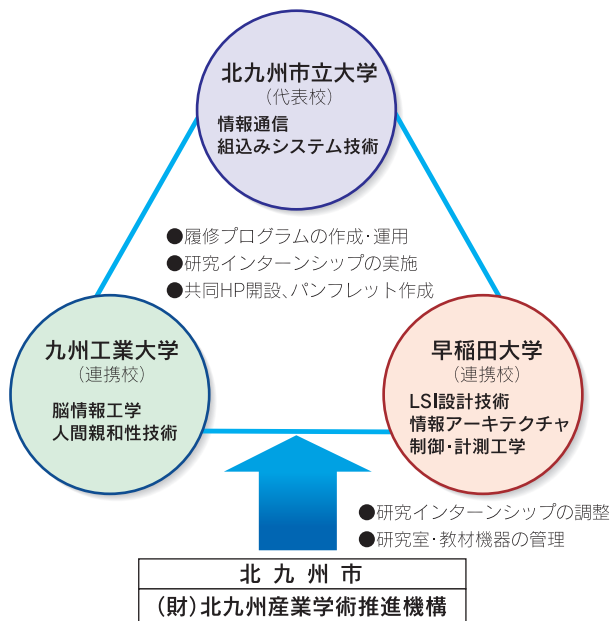 北九州市立大学
(代表校)
情報通信
組込みシステム技術
●履修プログラムの作成・運用
●研究インターンシップの実施
●共同HP開設、パンフレット作成
九州工業大学
(連携校)
脳情報工学
人間親和性技術
早稲田大学
(連携校)
LSI設計技術
情報アーキテクチャ
制御・計測工学
●研究インターンシップの調整
●研究室・教材機器の管理
北九州市
(財)北九州産業学術推進機構